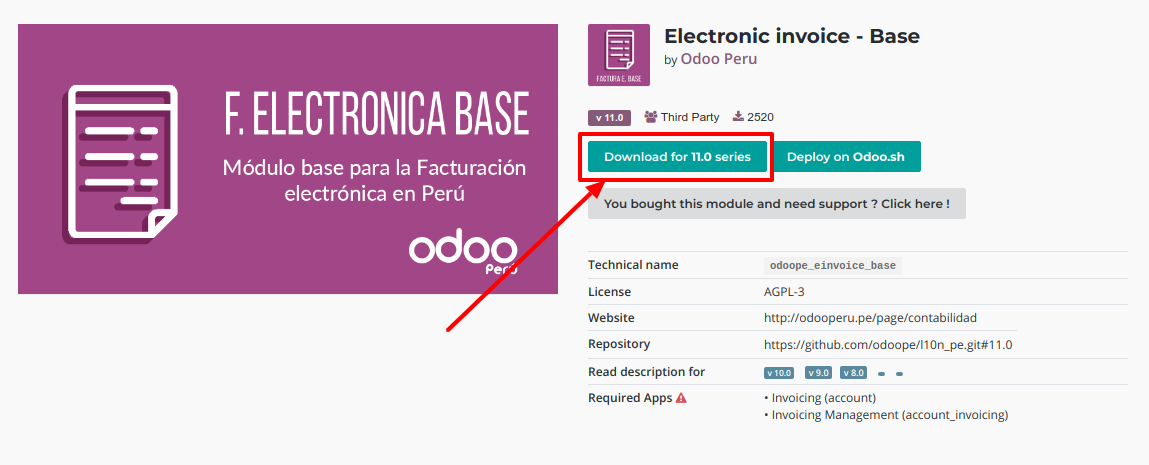 F. ELECTRONICA BASE
Módulo base para la Facturación
electrónica en Perú
odoo
Perú
FACTURA E. BASE
Electronic invoice - Base
by Odoo Peru
v 11.0 Third Party 2520
Download for 11.0 series Deploy on Odoo.sh
You bought this module and need support ? Click here !
Technical name odoope_einvoice_base
License AGPL-3
Website http://odooperu.pe/page/contabilidad
Repository https://github.com/odoope/l10n_pe.git#11.0
Read description for v 10.0 v 9.0 v 8.0
Required Apps • Invoicing (account)
• Invoicing Management (account_invoicing)